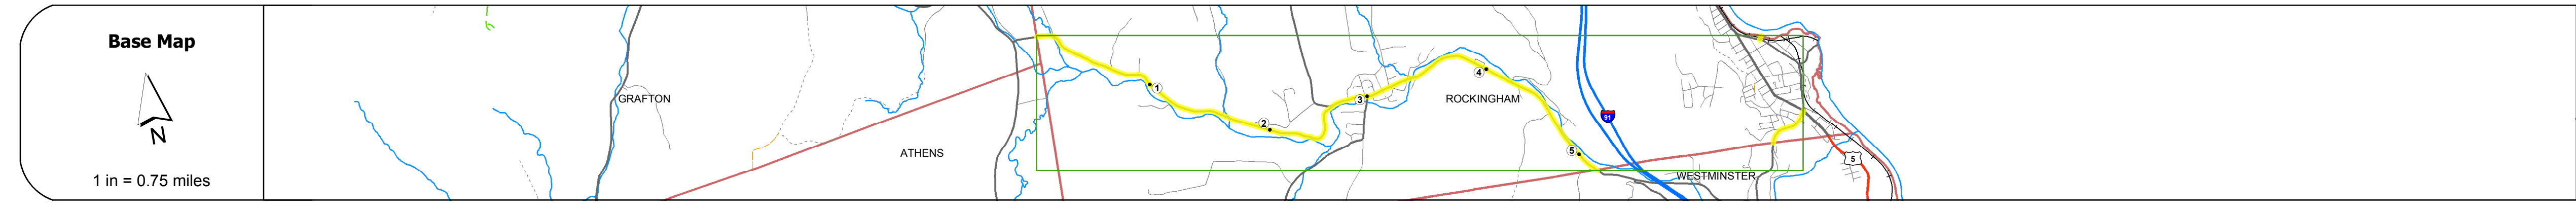 Base Map
N
1 in = 0.75 miles
GRAFTON
ATHENS
1
2
3
4
5
ROCKINGHAM
91
WESTMINSTER
5